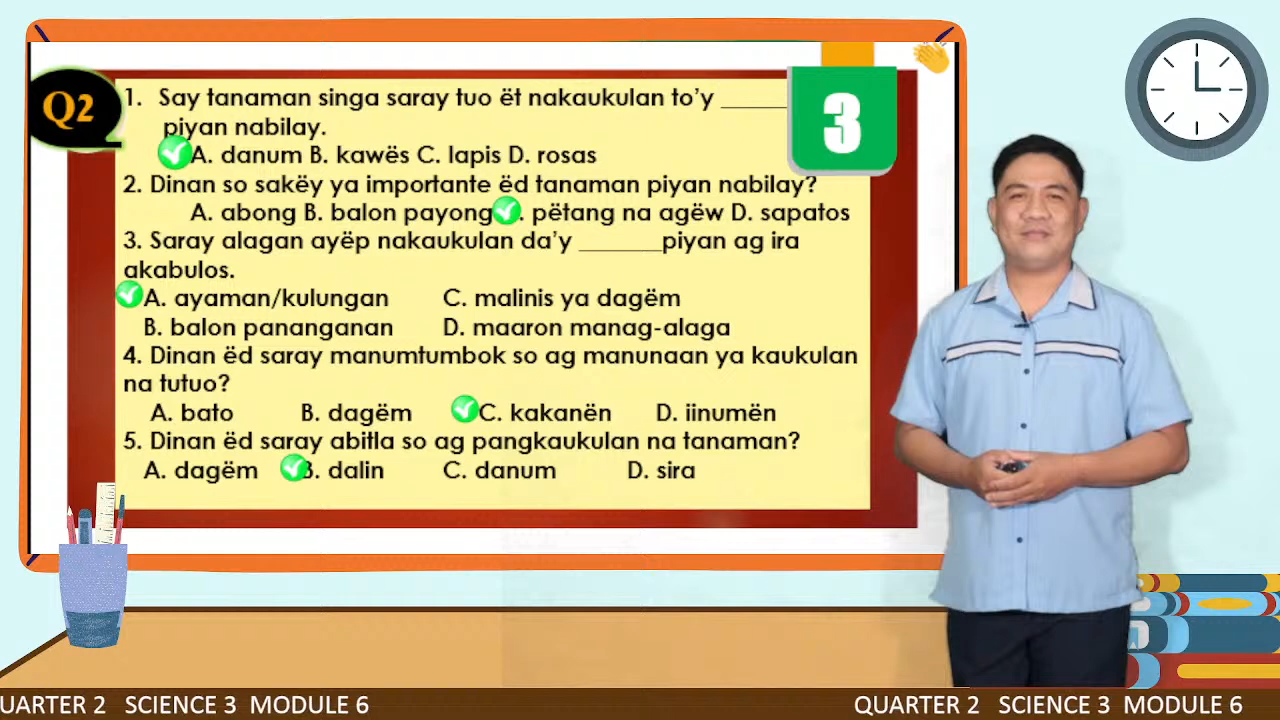 Q2
3
1. Say tanaman singa saray tuo ët nakaukulan to'y ______
piyan nabilay.
A. danum B. kawës C. lapis D. rosas
2. Dinan so sakëy ya importante ëd tanaman piyan nabilay?
A. abong B. balon payong . pëtang na agëw D. sapatos
3. Saray alagan ayëp nakaukulan da'y _______piyan ag ira
akabulos.
A. ayaman/kulungan C. malinis ya dagëm
B. balon pananganan D. maaron manag-alaga
4. Dinan ëd saray manumtumbok so ag manunaan ya kaukulan
na tutuo?
A. bato B. dagëm C. kakanën D. iinumën
5. Dinan ëd saray abitla so ag pangkaukulan na tanaman?
A. dagëm B. dalin C. danum D. sira
UARTER 2 SCIENCE 3 MODULE 6 QUARTER 2 SCIENCE 3 MODULE 6